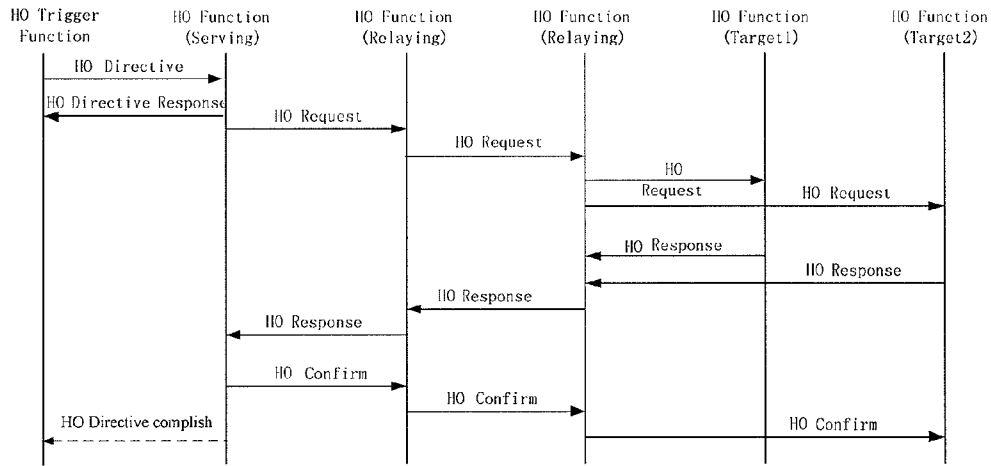 HO Trigger
Function
HO Function
(Serving)
HO Function
(Relaying)
HO Function
(Relaying)
HO Function
(Target1)
HO Function
(Target2)
HO Directive
HO Directive Response
HO Request
HO Request
HO
Request
HO Request
HO Response
HO Response
HO Response
HO Response
HO Confirm
HO Confirm
HO Directive complish
HO Confirm